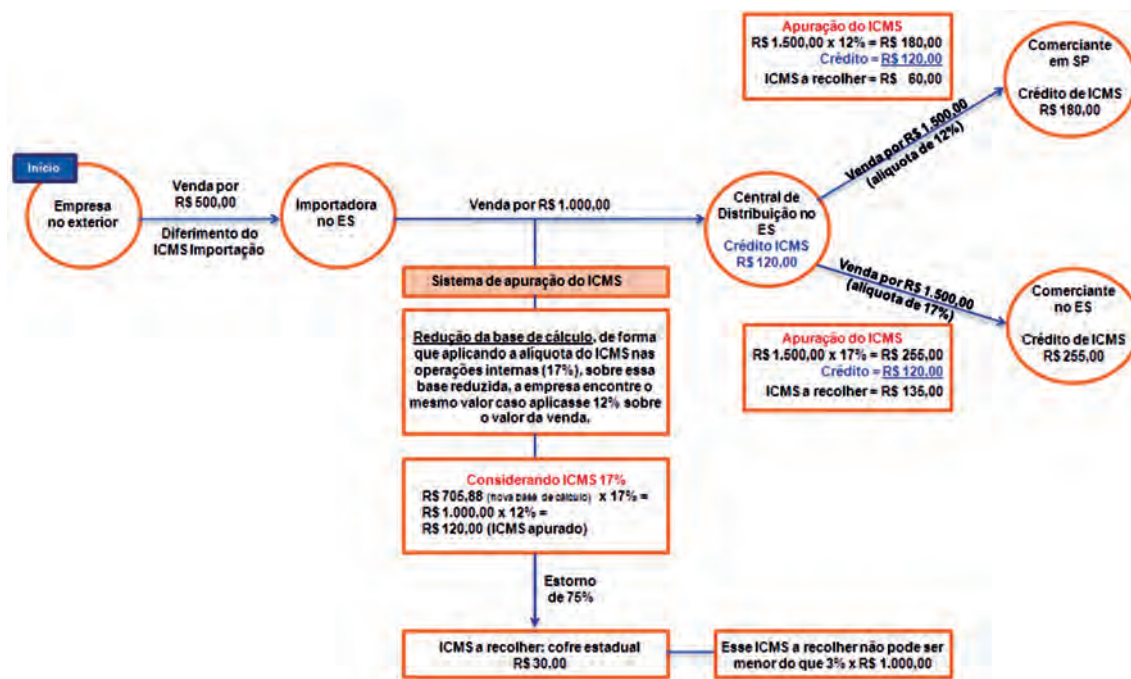 Início
Empresa
no exterior
Venda por
R$ 500,00
Diferimento do
ICMS Importação
Importadora
no ES
Venda por R$ 1.000,00
Sistema de apuração do ICMS
Redução da base de cálculo, de forma
que aplicando a alíquota do ICMS nas
operações internas (17%), sobre essa
base reduzida, a empresa encontre o
mesmo valor caso aplicasse 12% sobre
o valor da venda.
Considerando ICMS 17%
R$ 705,88 (nova base de cálculo) x 17% =
R$ 1.000,00 x 12% =
R$ 120,00 (ICMS apurado)
Estorno
de 75%
ICMS a recolher: cofre estadual
R$ 30,00
Esse ICMS a recolher não pode ser
menor do que 3% x R$ 1.000,00
Central de
Distribuição no
ES
Crédito ICMS
R$ 120,00
Apuração do ICMS
R$ 1.500,00 x 12% = R$ 180,00
Crédito = R$ 120,00
ICMS a recolher = R$ 60,00
Venda por R$ 1.500,00
(alíquota de 12%)
Comerciante
em SP
Crédito de ICMS
R$ 180,00
Venda por R$ 1.500,00
(alíquota de 17%)
Apuração do ICMS
R$ 1.500,00 x 17% = R$ 255,00
Crédito = R$ 120,00
ICMS a recolher = R$ 135,00
Comerciante
no ES
Crédito de ICMS
R$ 255,00